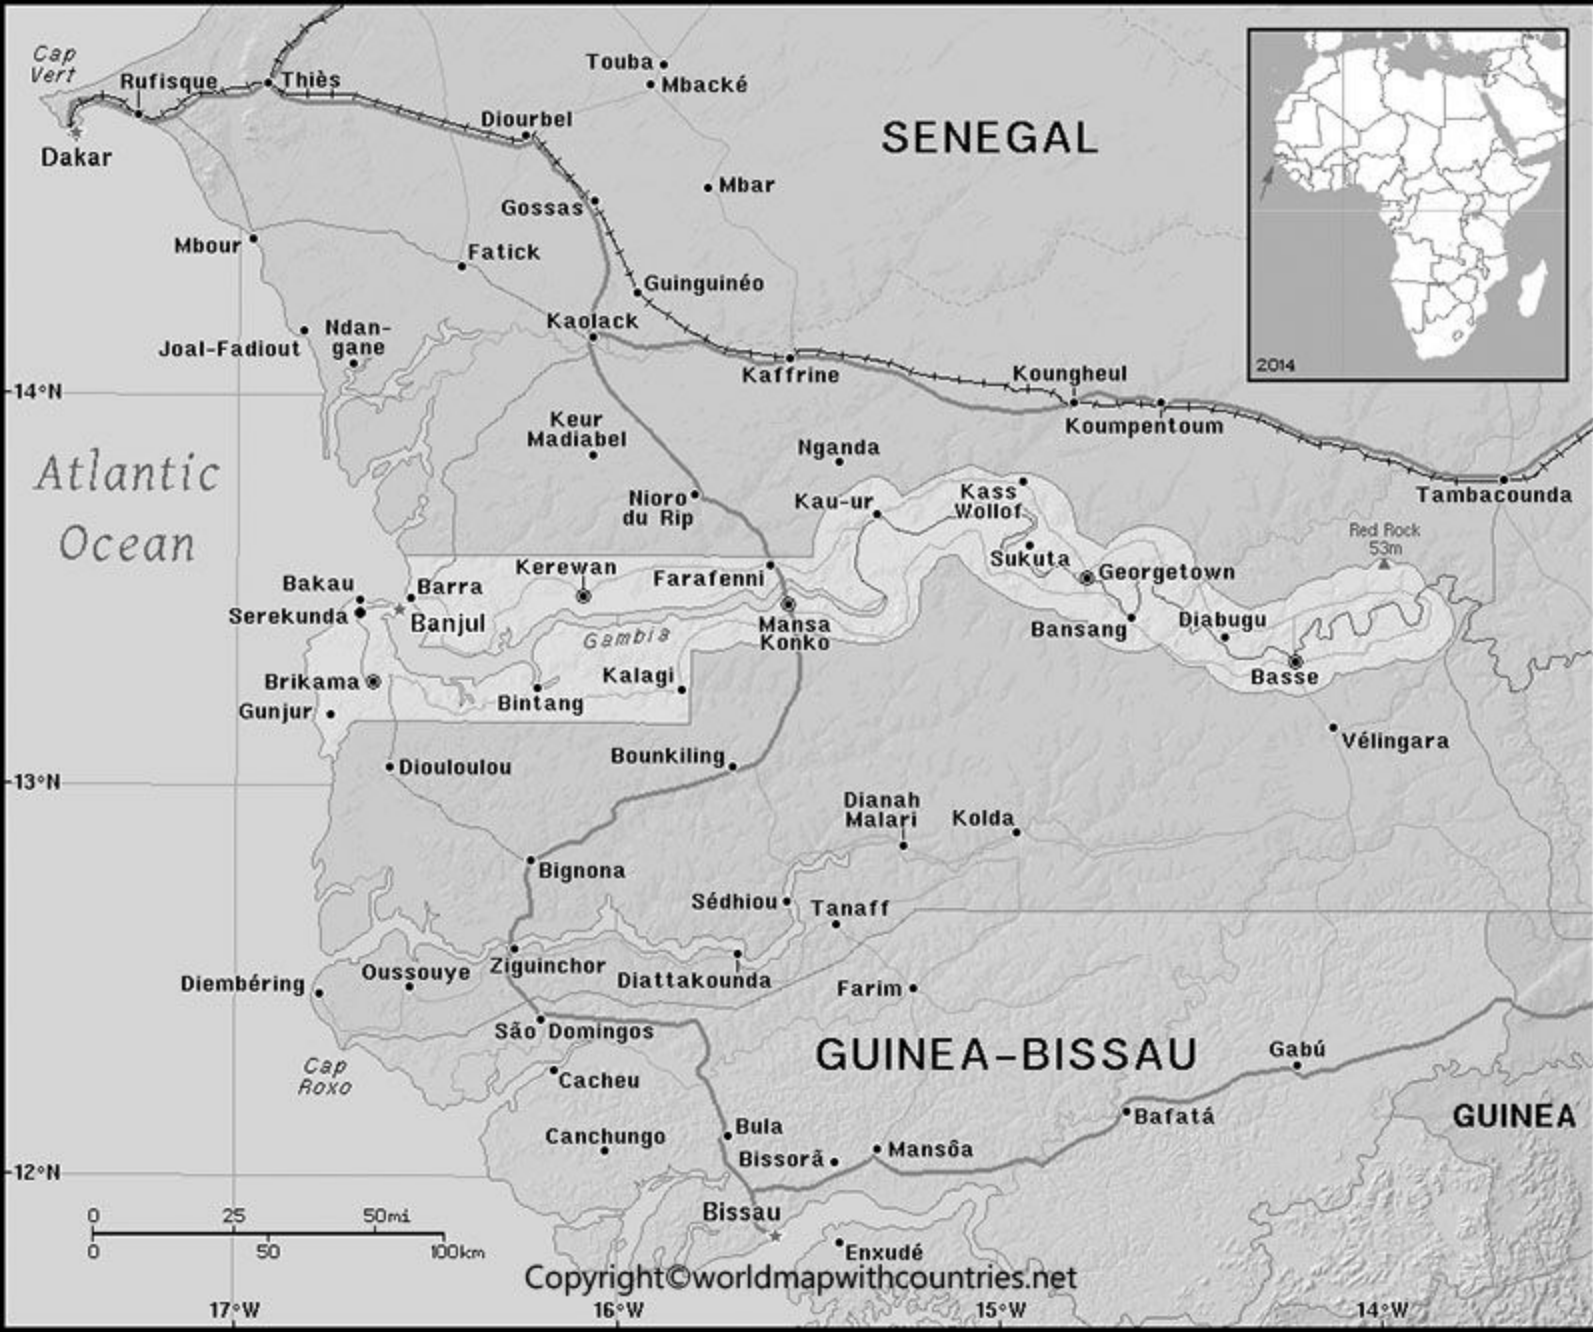 Cap
Vert
Rufisque
Thiès
Dakar
Touba
Mbacké
Diourbel
SENEGAL
Mbar
Gossas
Mbour
Fatick
Guinguinéo
Kaolack
Joal-Fadiout
Ndan-
gane
Kaffrine
Koungheul
2014
14°N
Koumpentoum
Keur
Madiabel
Nganda
Atlantic
Ocean
Nioro
du Rip
Kau-ur
Kass
Wollof
Tambacounda
Red Rock
53m
Sukuta
Georgetown
Kerewan
Farafenni
Bakau
Barra
Serekunda
Banjul
Gambia
Mansa
Konko
Bansang
Diabugu
Basse
Brikama
Kalagi
Bintang
Gunjur
Vélingara
Bounkiling
Diouloulou
13°N
Dianah
Malari
Kolda
Bignona
Sédhiou
Tanaff
Ziguinchor
Oussouye
Diattakounda
Diembéring
Farim
São Domingos
GUINEA-BISSAU
Gabú
Cap
Roxo
Cacheu
Bafatá
GUINEA
Bula
Canchungo
Mansôa
Bissorã
12°N
Bissau
0 25 50mi
0 50 100km
Enxudé
Copyright©worldmapwithcountries.net
17°W 16°W 15°W 14°W